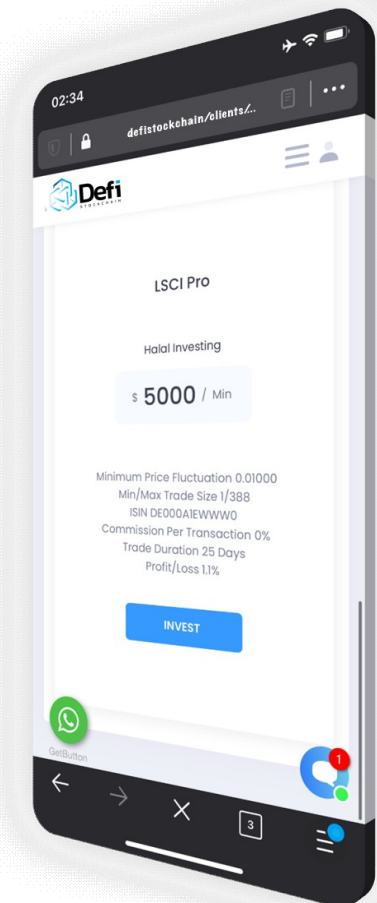 02:34
defistockchain/clients/..
Defi
STOCKCHAIN
LSCI Pro
Halal Investing
$ 5000 / Min
Minimum Price Fluctuation 0.01000
Min/Max Trade Size 1/388
ISIN DE000A1EWWW0
Commission Per Transaction 0%
Trade Duration 25 Days
Profit/Loss 1.1%
INVEST
GetButton
1
3